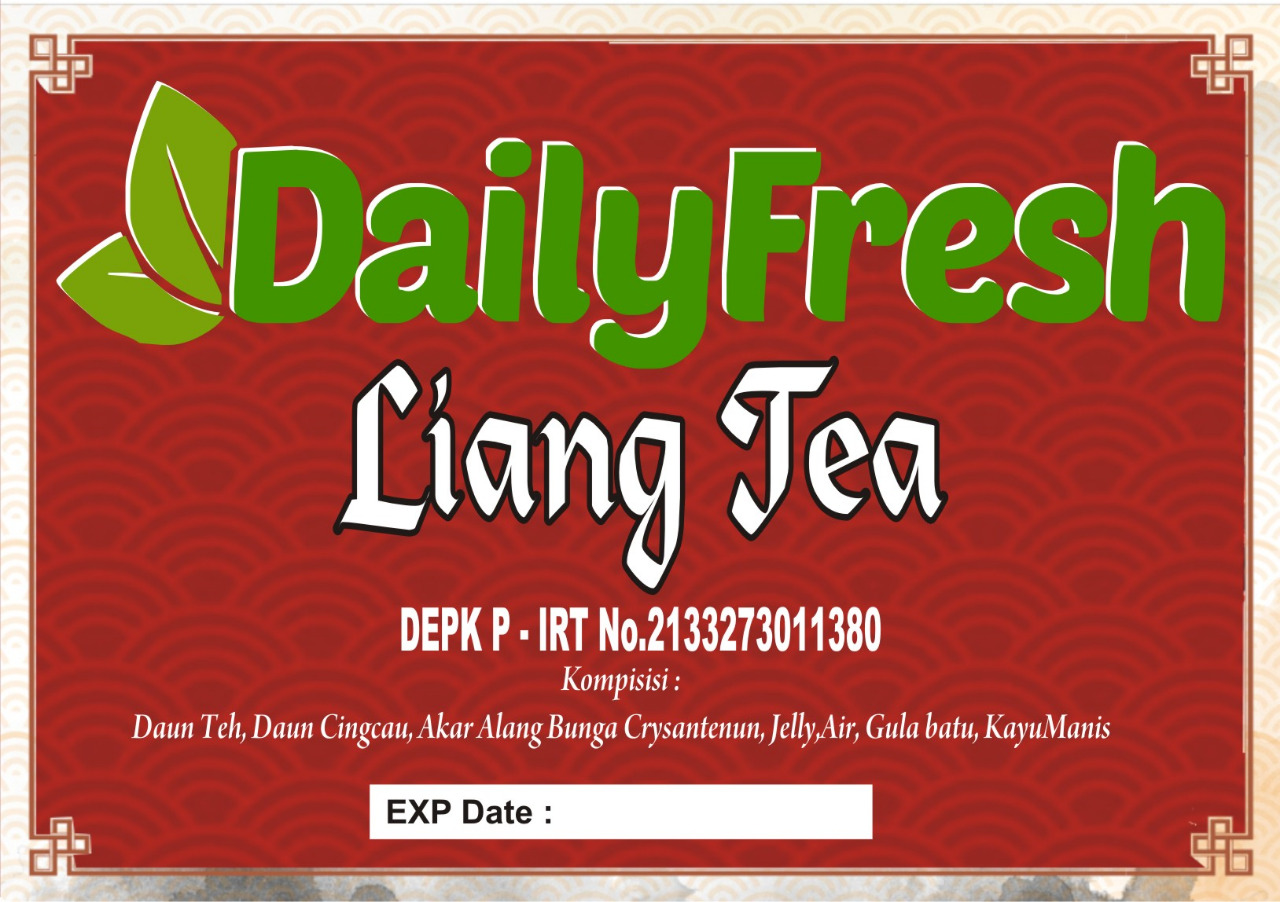 DailyFresh
Liang Tea
DEPK P - IRT No.2133273011380
Kompisisi :
Daun Teh, Daun Cingcau, Akar Alang Bunga Crysantenun, Jelly,Air, Gula batu, KayuManis
EXP Date :